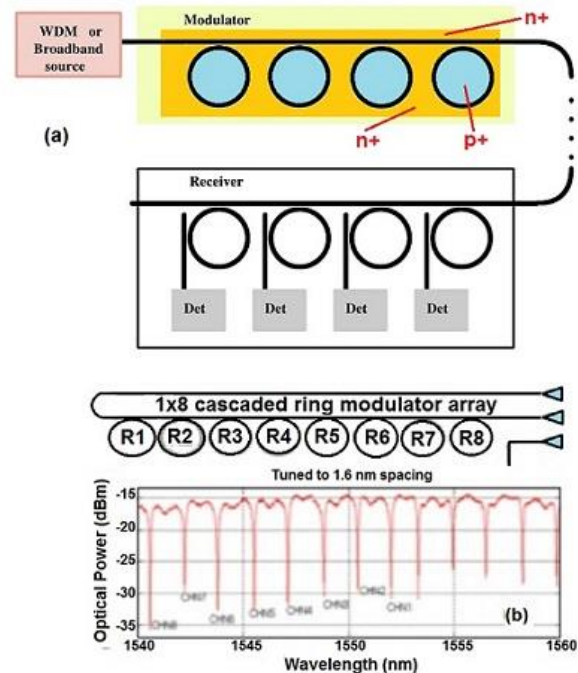 WDM or
Broadband
source
Modulator
n+
(a)
n+
p+
Receiver
Det
Det
Det
Det
1x8 cascaded ring modulator array
R1
R2
R3
R4
R5
R6
R7
R8
Tuned to 1.6 nm spacing
Optical Power (dBm)
-15
-20
-25
-30
-35
CHN8
CHN7
CHN6
CHN5
CHN4
CHN3
CHN2
CHN1
(b)
1540
1545
1550
1555
1560
Wavelength (nm)